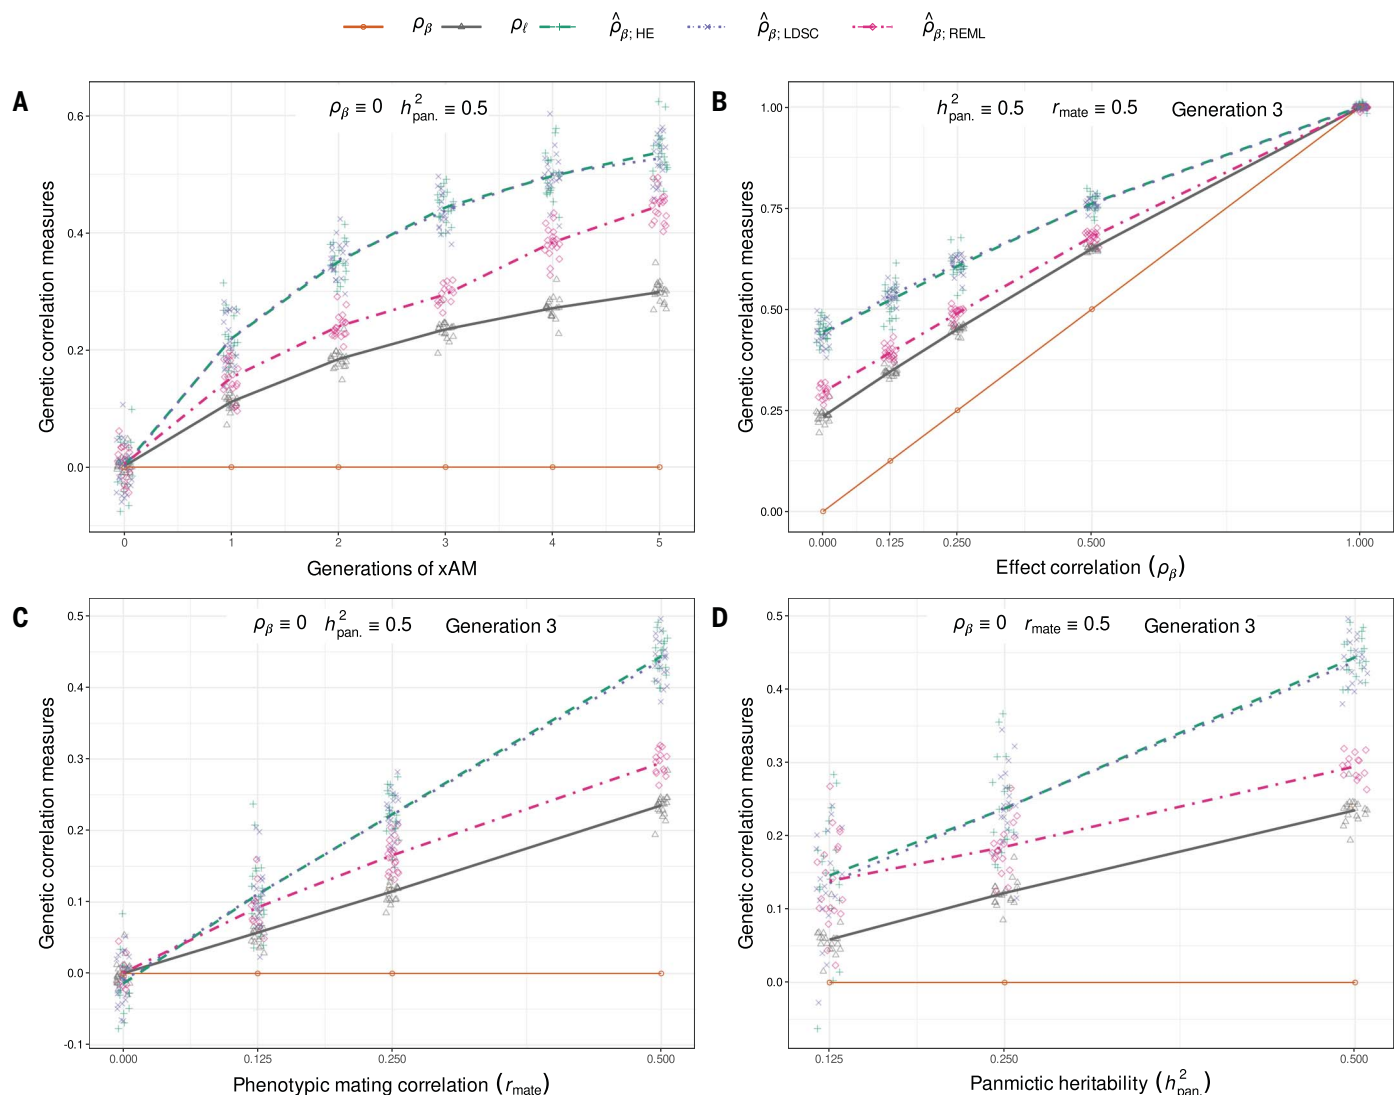 ρβ ρℓ ρ̂β; HE ρ̂β; LDSC ρ̂β; REML
A
ρβ ≡ 0 h²pan. ≡ 0.5
Genetic correlation measures
0.6
0.4
0.2
0.0
0 1 2 3 4 5
Generations of xAM
B
h²pan. ≡ 0.5 rmate ≡ 0.5 Generation 3
Genetic correlation measures
1.00
0.75
0.50
0.25
0.00
0.000 0.125 0.250 0.500 1.000
Effect correlation (ρβ)
C
ρβ ≡ 0 h²pan. ≡ 0.5 Generation 3
Genetic correlation measures
0.5
0.4
0.3
0.2
0.1
0.0
-0.1
0.000 0.125 0.250 0.500
Phenotypic mating correlation (rmate)
D
ρβ ≡ 0 rmate ≡ 0.5 Generation 3
Genetic correlation measures
0.5
0.4
0.3
0.2
0.1
0.0
0.125 0.250 0.500
Panmictic heritability (h²pan.)